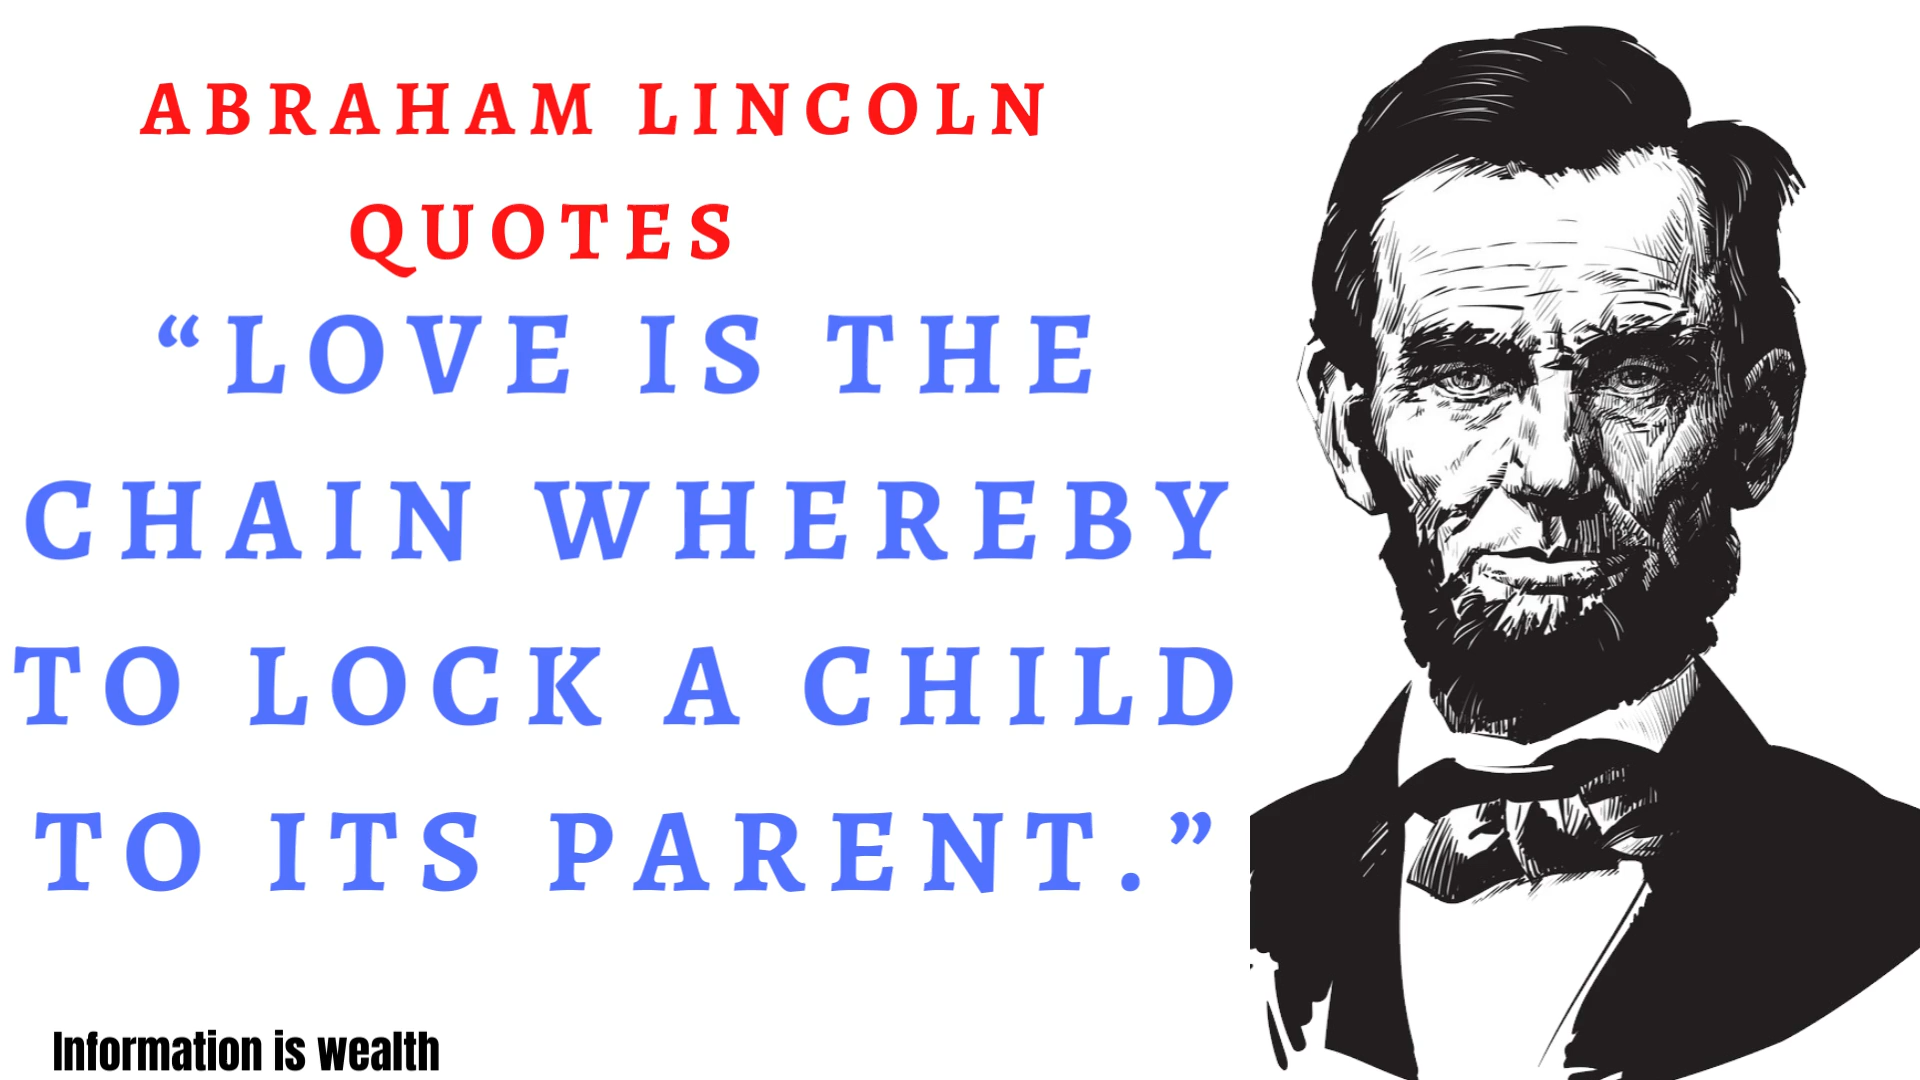 ABRAHAM LINCOLN
QUOTES
“LOVE IS THE
CHAIN WHEREBY
TO LOCK A CHILD
TO ITS PARENT.”
Information is wealth